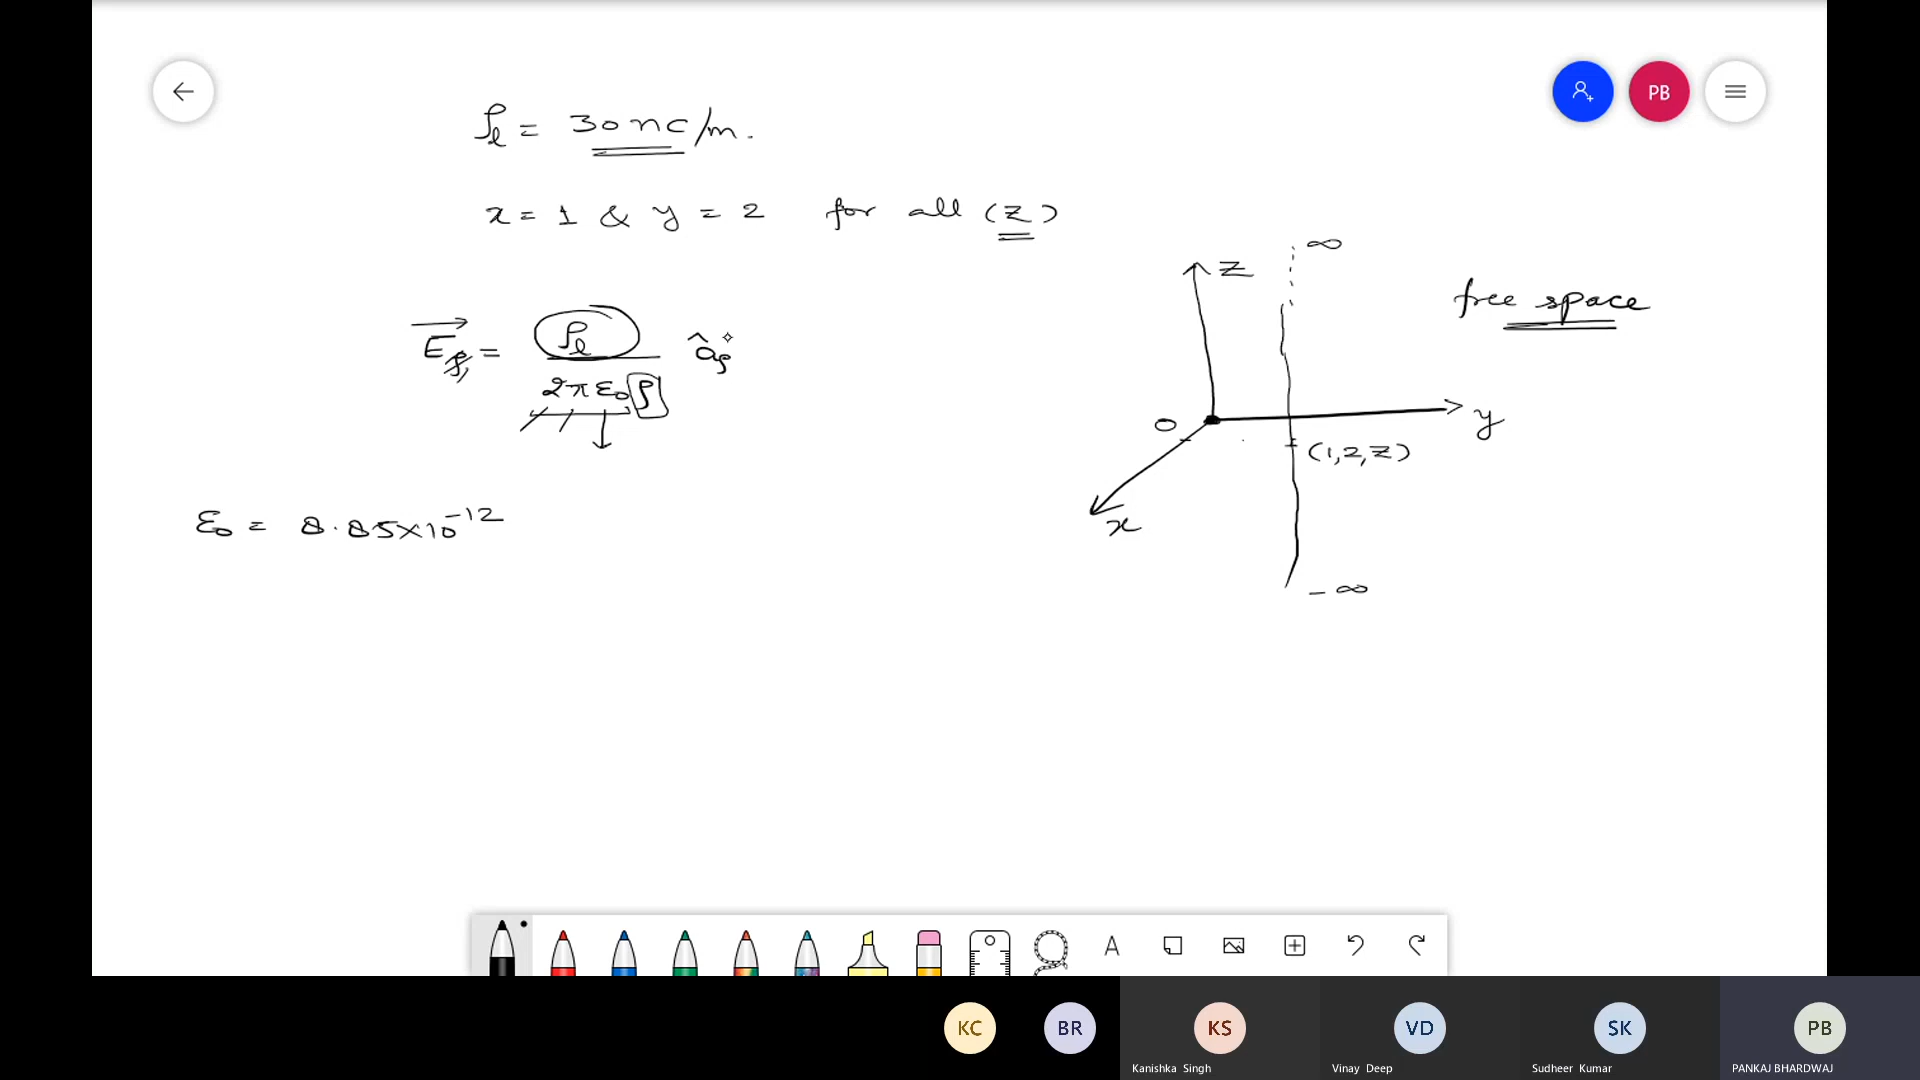 PB
ρℓ = 30nc/m.
x = 1 & y = 2 for all (z)
∞
z
free space
E = ρℓ / 2πε₀ρ âρ
0
y
(1,2,z)
x
ε₀ = 8.85×10⁻¹²
-∞
A
KC BR KS VD SK PB
Kanishka Singh Vinay Deep Sudheer Kumar PANKAJ BHARDWAJ